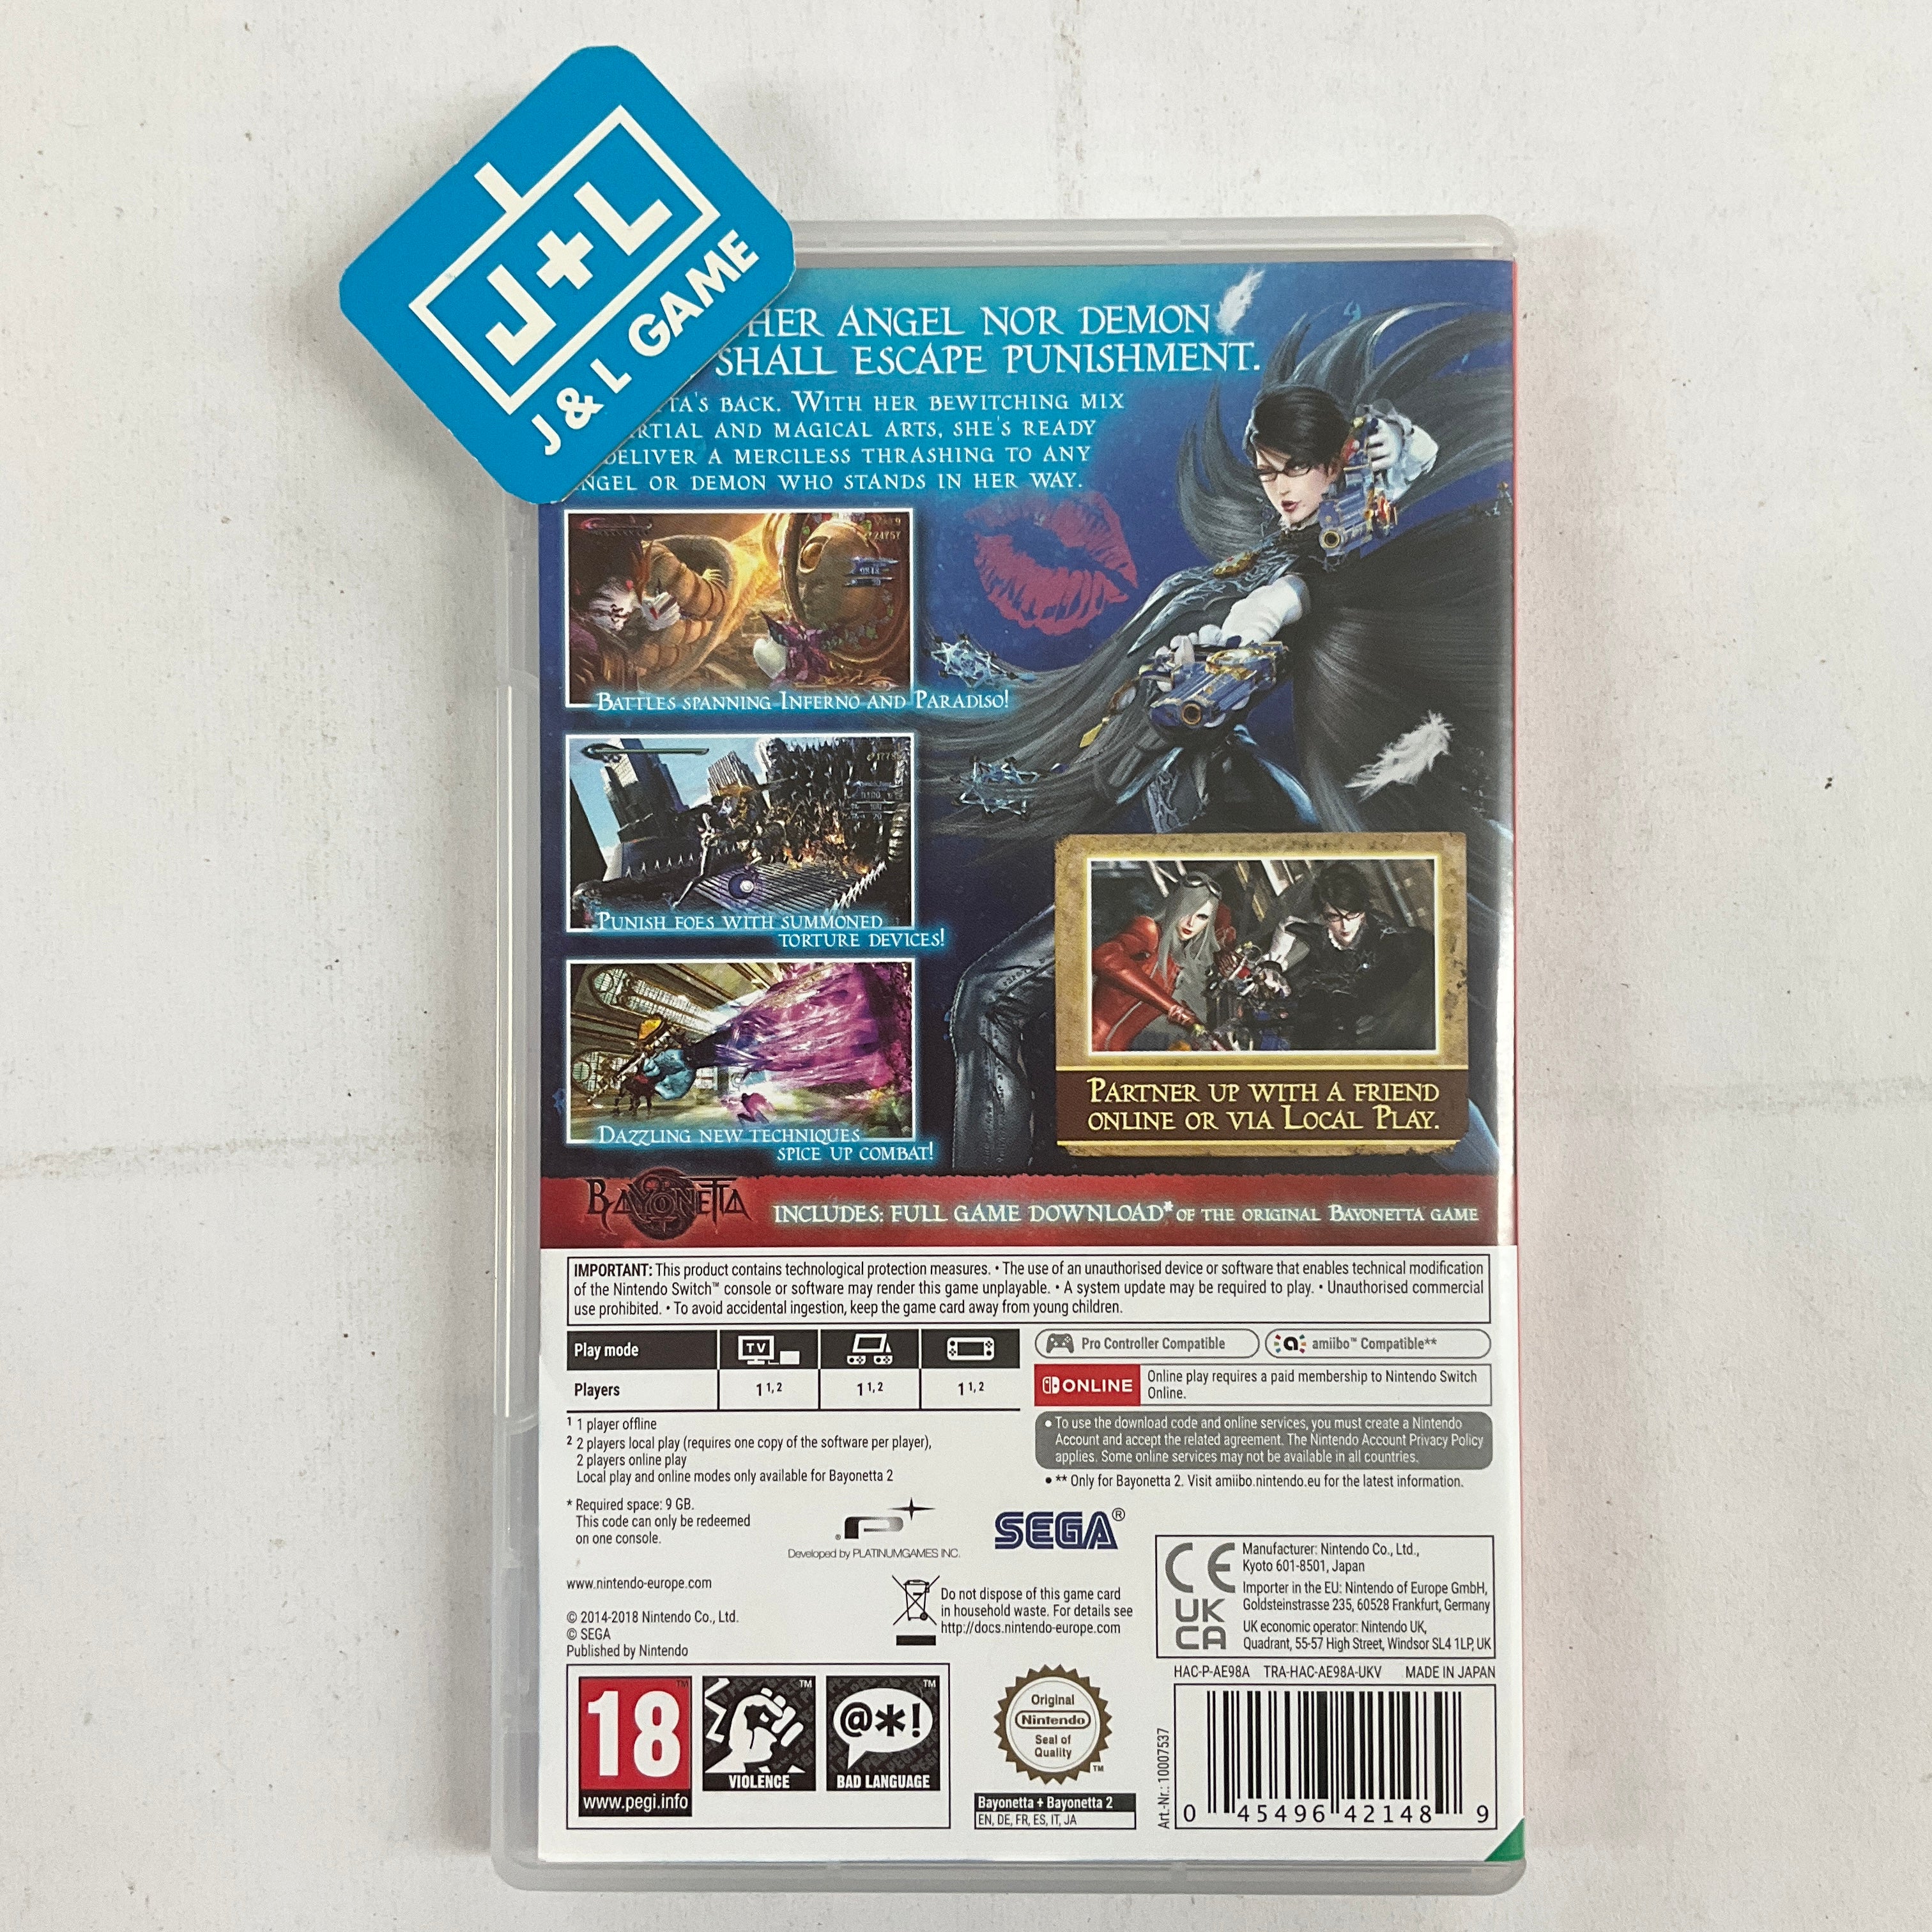 J+L
J & L GAME
HER ANGEL NOR DEMON
SHALL ESCAPE PUNISHMENT.
TA'S BACK. WITH HER BEWITCHING MIX
RTIAL AND MAGICAL ARTS, SHE'S READY
DELIVER A MERCILESS THRASHING TO ANY
NGEL OR DEMON WHO STANDS IN HER WAY.
BATTLES SPANNING INFERNO AND PARADISO!
PUNISH FOES WITH SUMMONED
TORTURE DEVICES!
DAZZLING NEW TECHNIQUES
SPICE UP COMBAT!
PARTNER UP WITH A FRIEND
ONLINE OR VIA LOCAL PLAY.
BAYONETTA
INCLUDES: FULL GAME DOWNLOAD* OF THE ORIGINAL BAYONETTA GAME
IMPORTANT: This product contains technological protection measures. • The use of an unauthorised device or software that enables technical modification
of the Nintendo Switch™ console or software may render this game unplayable. • A system update may be required to play. • Unauthorised commercial
use prohibited. • To avoid accidental ingestion, keep the game card away from young children.
Play mode
TV
Players
1 1, 2
1 1, 2
1 1, 2
Pro Controller Compatible
amiibo™ Compatible**
ONLINE
Online play requires a paid membership to Nintendo Switch
Online.
1 1 player offline
2 2 players local play (requires one copy of the software per player),
2 players online play
Local play and online modes only available for Bayonetta 2
• To use the download code and online services, you must create a Nintendo
Account and accept the related agreement. The Nintendo Account Privacy Policy
applies. Some online services may not be available in all countries.
• ** Only for Bayonetta 2. Visit amiibo.nintendo.eu for the latest information.
* Required space: 9 GB.
This code can only be redeemed
on one console.
Developed by PLATINUMGAMES INC.
SEGA®
www.nintendo-europe.com
© 2014-2018 Nintendo Co., Ltd.
© SEGA
Published by Nintendo
Do not dispose of this game card
in household waste. For details see
http://docs.nintendo-europe.com
CE
UK
CA
Manufacturer: Nintendo Co., Ltd.,
Kyoto 601-8501, Japan
Importer in the EU: Nintendo of Europe GmbH,
Goldsteinstrasse 235, 60528 Frankfurt, Germany
UK economic operator: Nintendo UK,
Quadrant, 55-57 High Street, Windsor SL4 1LP, UK
HAC-P-AE98A TRA-HAC-AE98A-UKV MADE IN JAPAN
18
www.pegi.info
VIOLENCE
@*!
BAD LANGUAGE
Original
Nintendo
Seal of
Quality
Bayonetta + Bayonetta 2
EN, DE, FR, ES, IT, JA
Art.-Nr.: 10007537
0 45496 42148 9